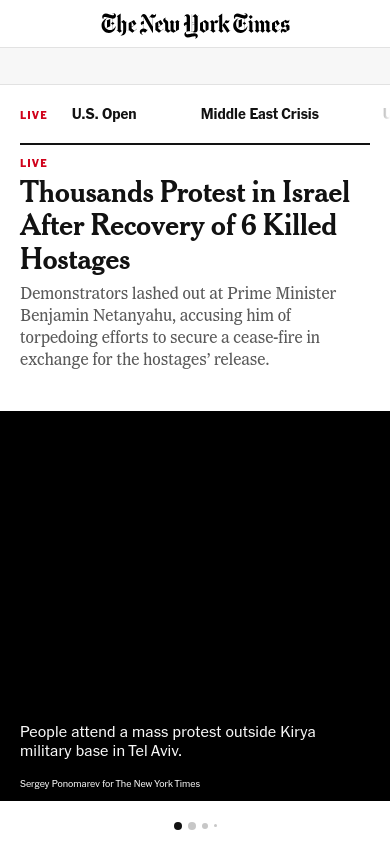 The New York Times
LIVE U.S. Open Middle East Crisis
LIVE
Thousands Protest in Israel
After Recovery of 6 Killed
Hostages
Demonstrators lashed out at Prime Minister
Benjamin Netanyahu, accusing him of
torpedoing efforts to secure a cease-fire in
exchange for the hostages’ release.
People attend a mass protest outside Kirya
military base in Tel Aviv.
Sergey Ponomarev for The New York Times